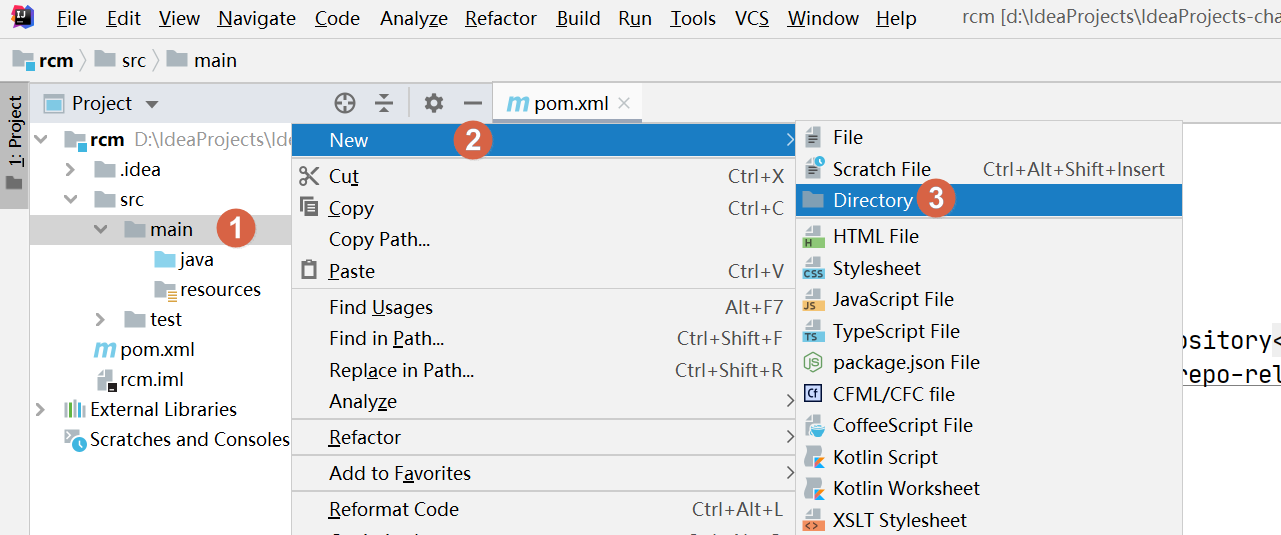 File Edit View Navigate Code Analyze Refactor Build Run Tools VCS Window Help rcm [d:\IdeaProjects\IdeaProjects-cha
rcm src main
1: Project
Project
pom.xml
rcm D:\IdeaProjects\Id
.idea
src
main 1
java
resources
test
pom.xml
rcm.iml
External Libraries
Scratches and Consoles
New 2
Cut Ctrl+X
Copy Ctrl+C
Copy Path...
Paste Ctrl+V
Find Usages Alt+F7
Find in Path... Ctrl+Shift+F
Replace in Path... Ctrl+Shift+R
Analyze
Refactor
Add to Favorites
Reformat Code Ctrl+Alt+L
File
Scratch File Ctrl+Alt+Shift+Insert
Directory 3
HTML File
Stylesheet
JavaScript File
TypeScript File
package.json File
CFML/CFC file
CoffeeScript File
Kotlin Script
Kotlin Worksheet
XSLT Stylesheet
ository<
repo-rel